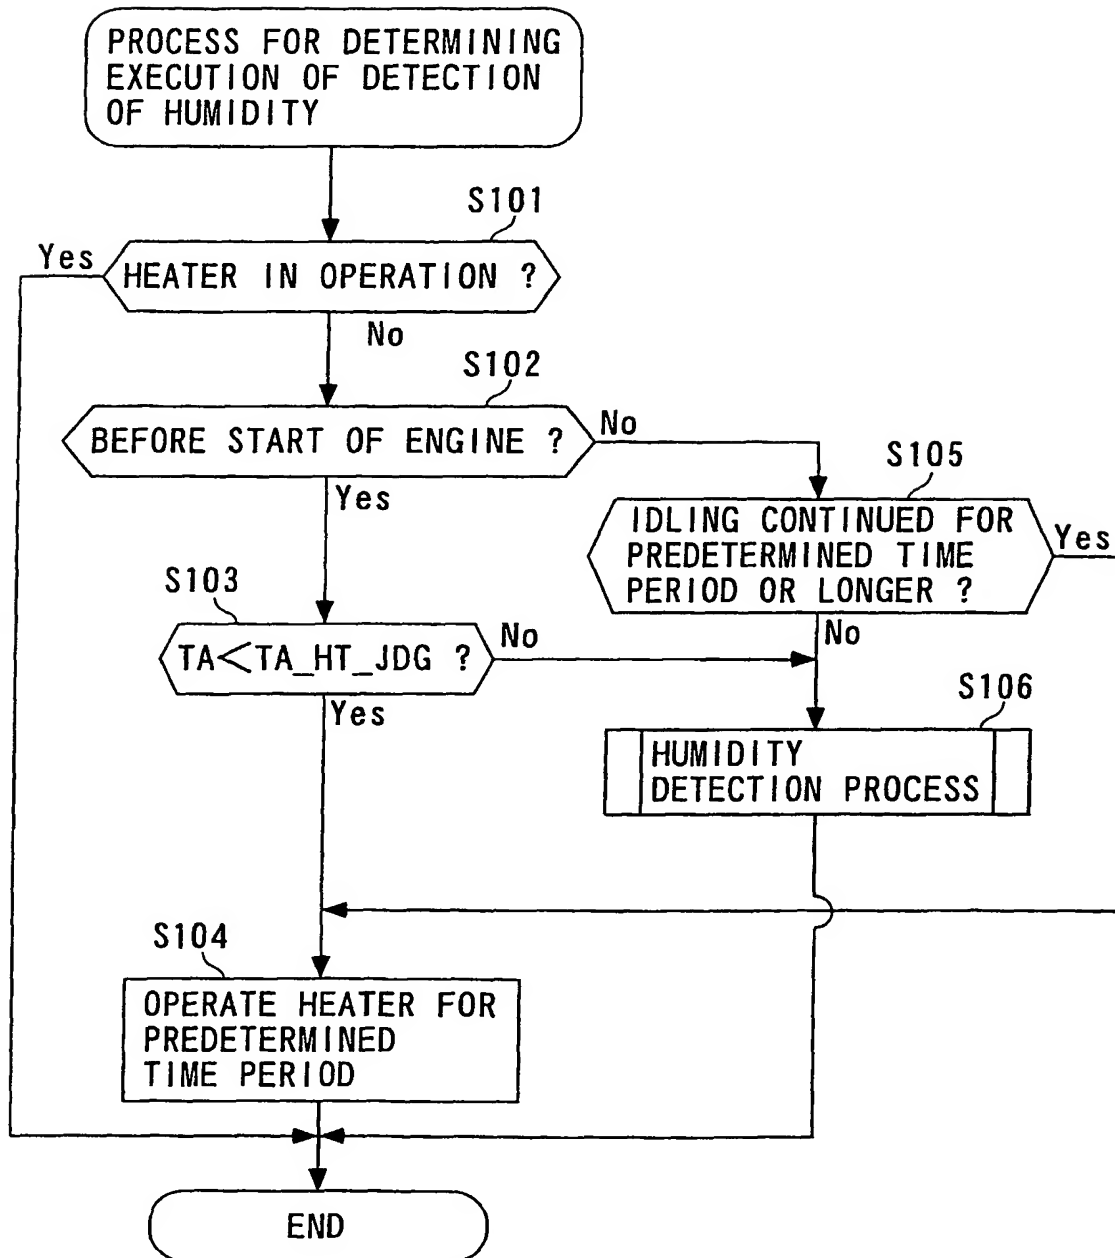 PROCESS FOR DETERMINING
EXECUTION OF DETECTION
OF HUMIDITY
S101
Yes
HEATER IN OPERATION ?
No
S102
BEFORE START OF ENGINE ?
No
Yes
S105
IDLING CONTINUED FOR
PREDETERMINED TIME
PERIOD OR LONGER ?
Yes
No
S103
TA<TA_HT_JDG ?
No
Yes
S106
HUMIDITY
DETECTION PROCESS
S104
OPERATE HEATER FOR
PREDETERMINED
TIME PERIOD
END